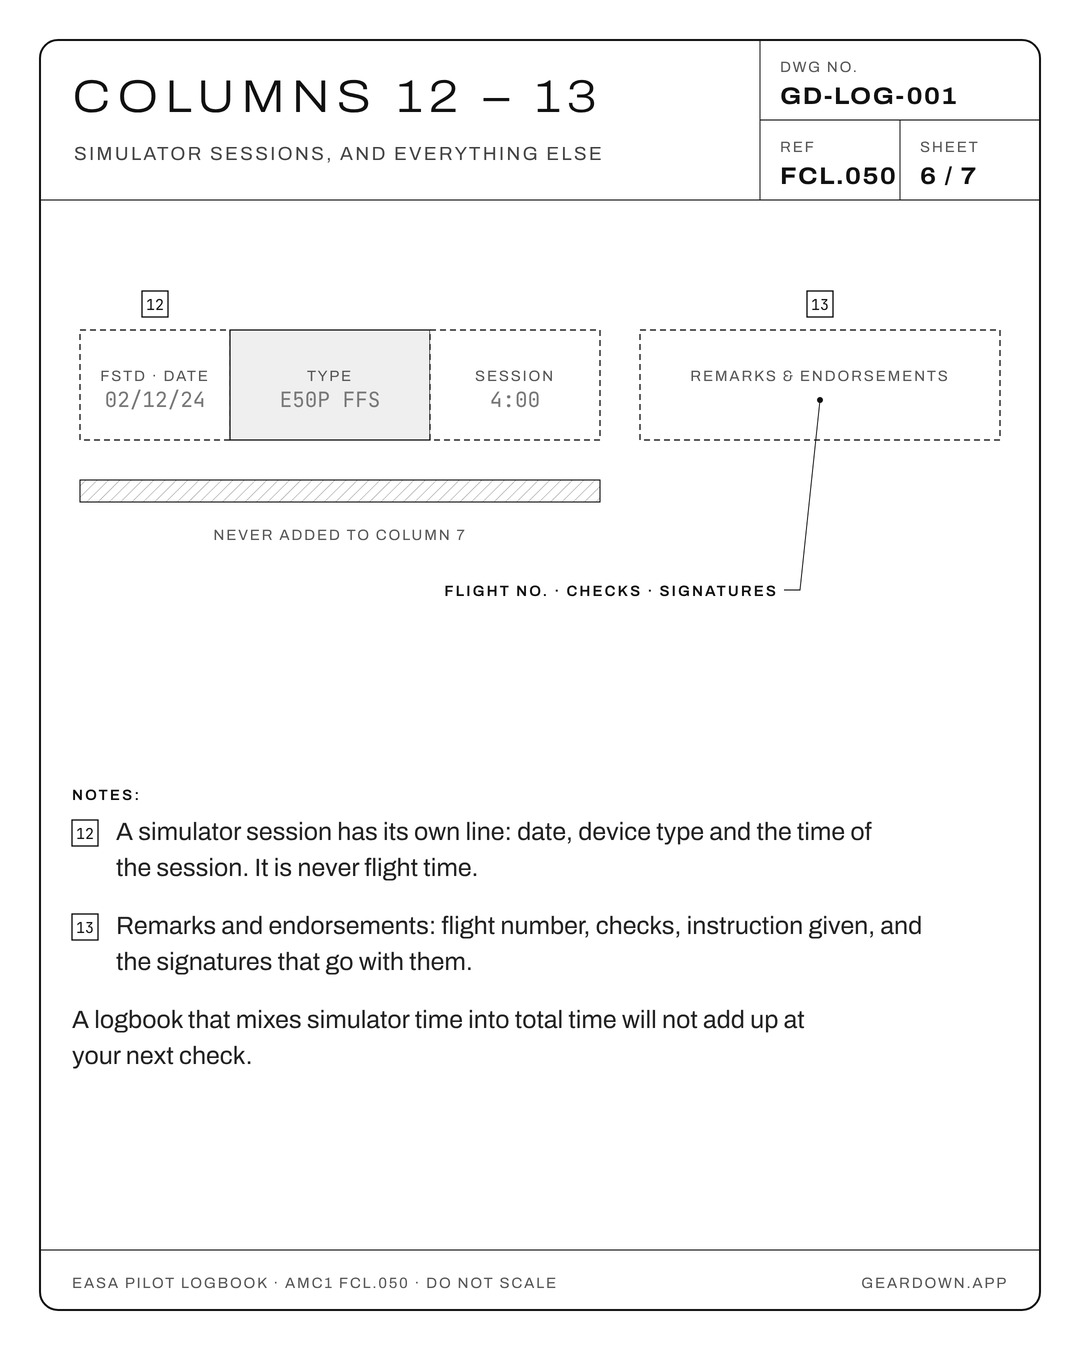 COLUMNS 12 – 13
SIMULATOR SESSIONS, AND EVERYTHING ELSE
DWG NO.
GD-LOG-001
REF
FCL.050
SHEET
6 / 7
12
13
FSTD · DATE
02/12/24
TYPE
E50P FFS
SESSION
4:00
REMARKS & ENDORSEMENTS
NEVER ADDED TO COLUMN 7
FLIGHT NO. · CHECKS · SIGNATURES
NOTES:
12 A simulator session has its own line: date, device type and the time of
the session. It is never flight time.
13 Remarks and endorsements: flight number, checks, instruction given, and
the signatures that go with them.
A logbook that mixes simulator time into total time will not add up at
your next check.
EASA PILOT LOGBOOK · AMC1 FCL.050 · DO NOT SCALE
GEARDOWN.APP